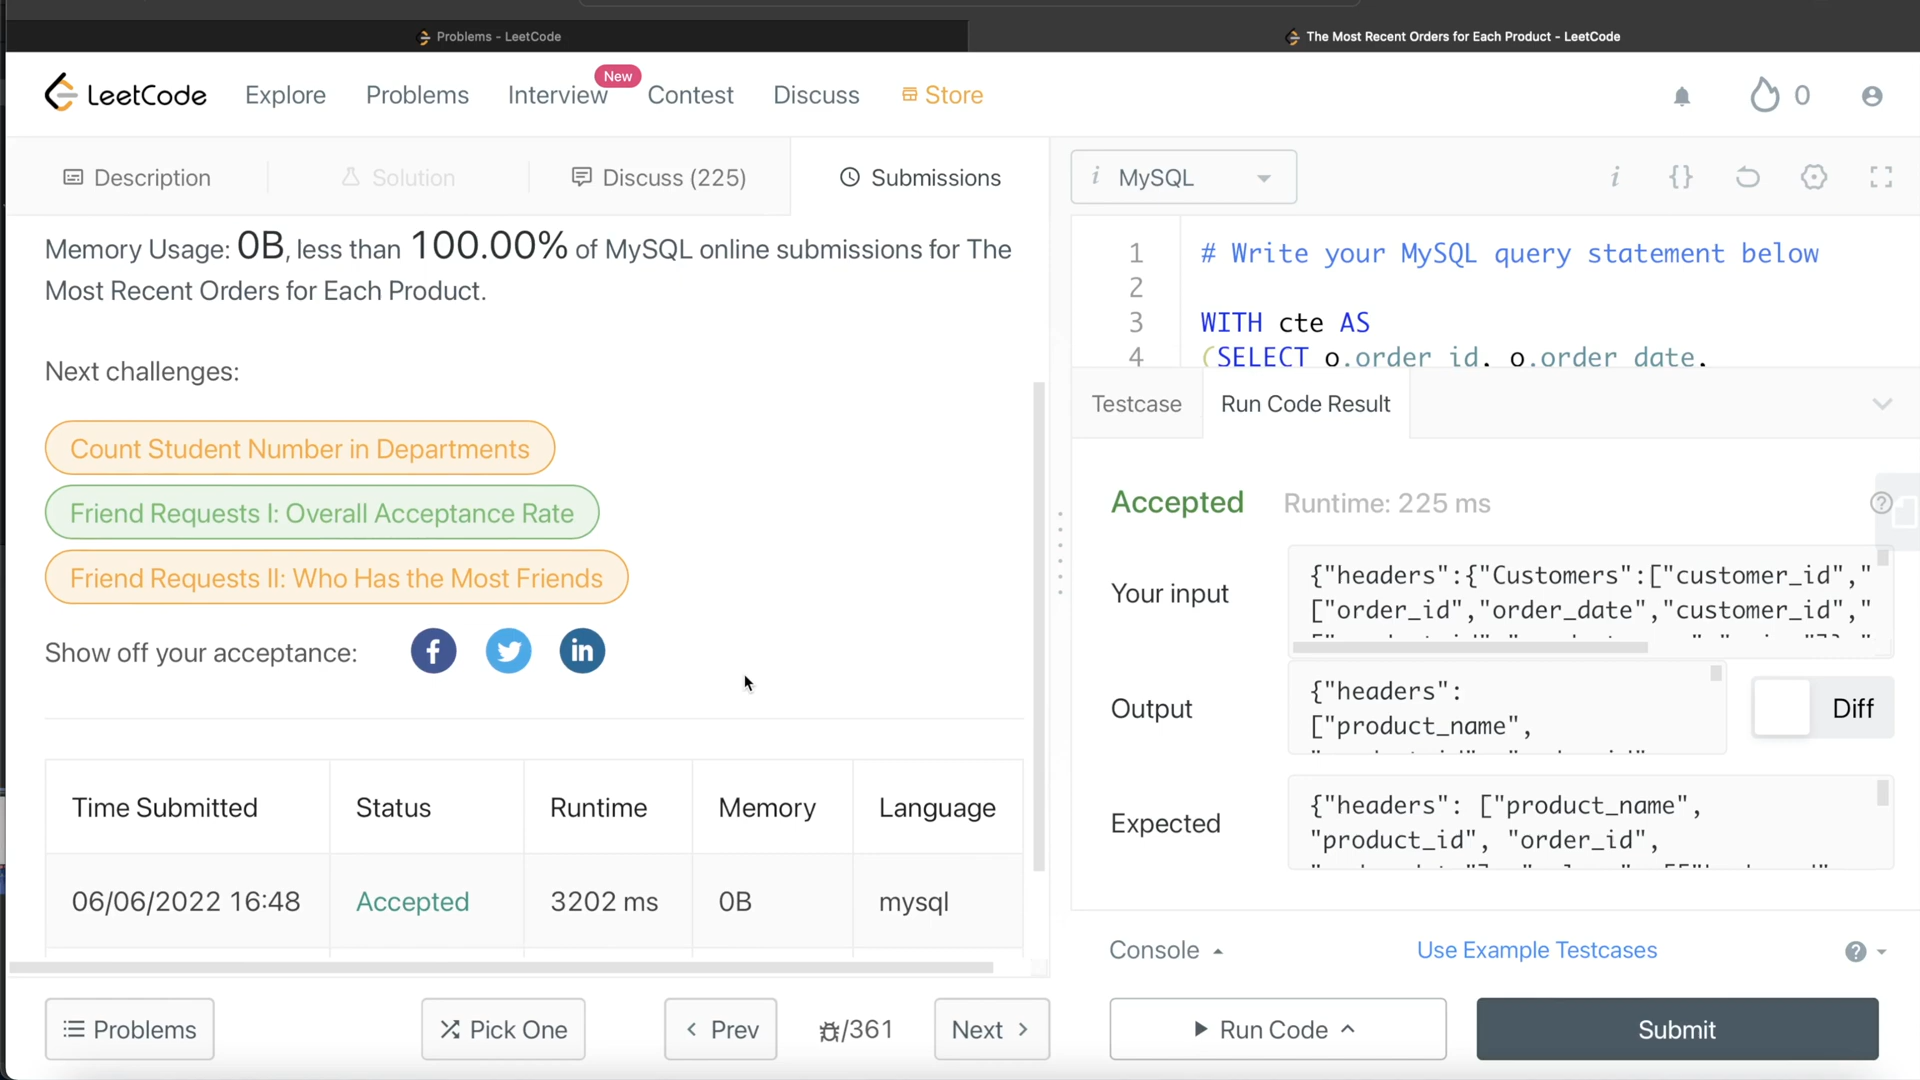 Problems - LeetCode
The Most Recent Orders for Each Product - LeetCode
LeetCode
Explore
Problems
Interview
New
Contest
Discuss
Store
0
Description
Solution
Discuss (225)
Submissions
Memory Usage: 0B, less than 100.00% of MySQL online submissions for The
Most Recent Orders for Each Product.
Next challenges:
Count Student Number in Departments
Friend Requests I: Overall Acceptance Rate
Friend Requests II: Who Has the Most Friends
Show off your acceptance:
Time Submitted Status Runtime Memory Language
06/06/2022 16:48 Accepted 3202 ms 0B mysql
Problems
Pick One
Prev
/361
Next
i MySQL
i {}
1 # Write your MySQL query statement below
2
3 WITH cte AS
4 (SELECT o.order_id, o.order_date,
Testcase
Run Code Result
Accepted Runtime: 225 ms
Your input
{"headers":{"Customers":["customer_id","
["order_id","order_date","customer_id","
Output
{"headers":
["product_name",
Diff
Expected
{"headers": ["product_name",
"product_id", "order_id",
Console
Use Example Testcases
Run Code
Submit